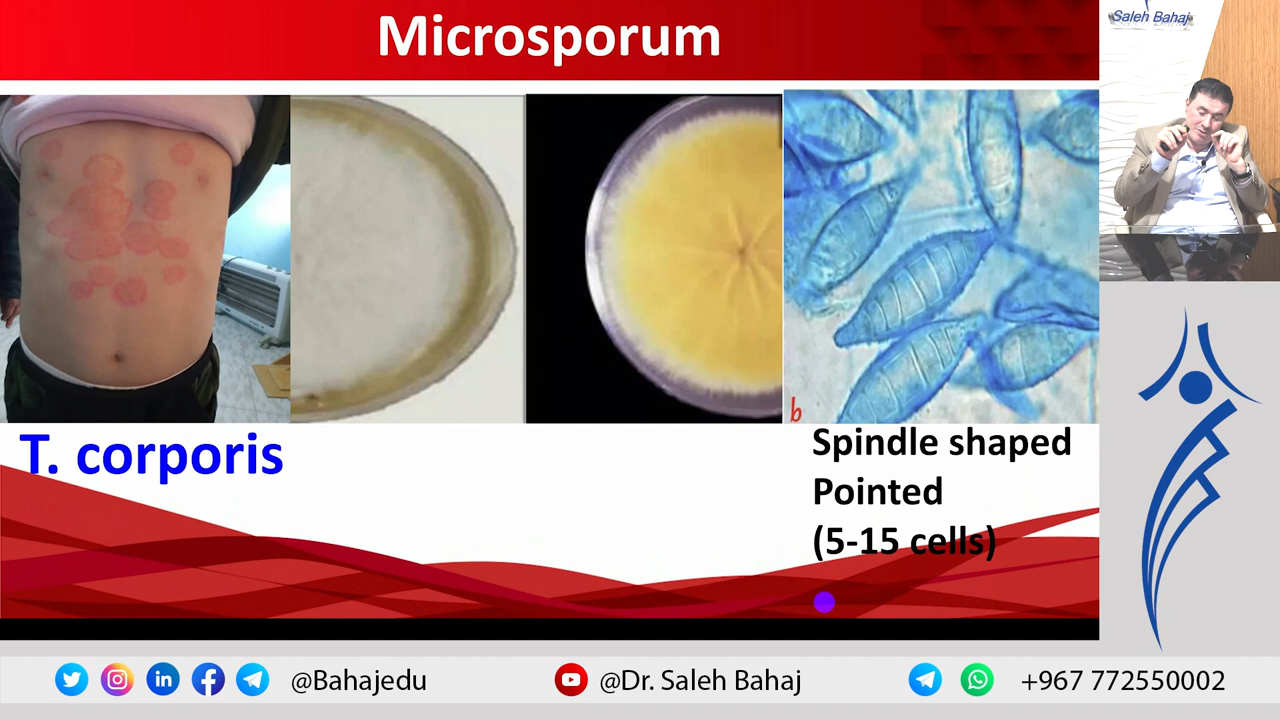 Microsporum
Saleh Bahaj
b
T. corporis
Spindle shaped
Pointed
(5-15 cells)
@Bahajedu
@Dr. Saleh Bahaj
+967 772550002